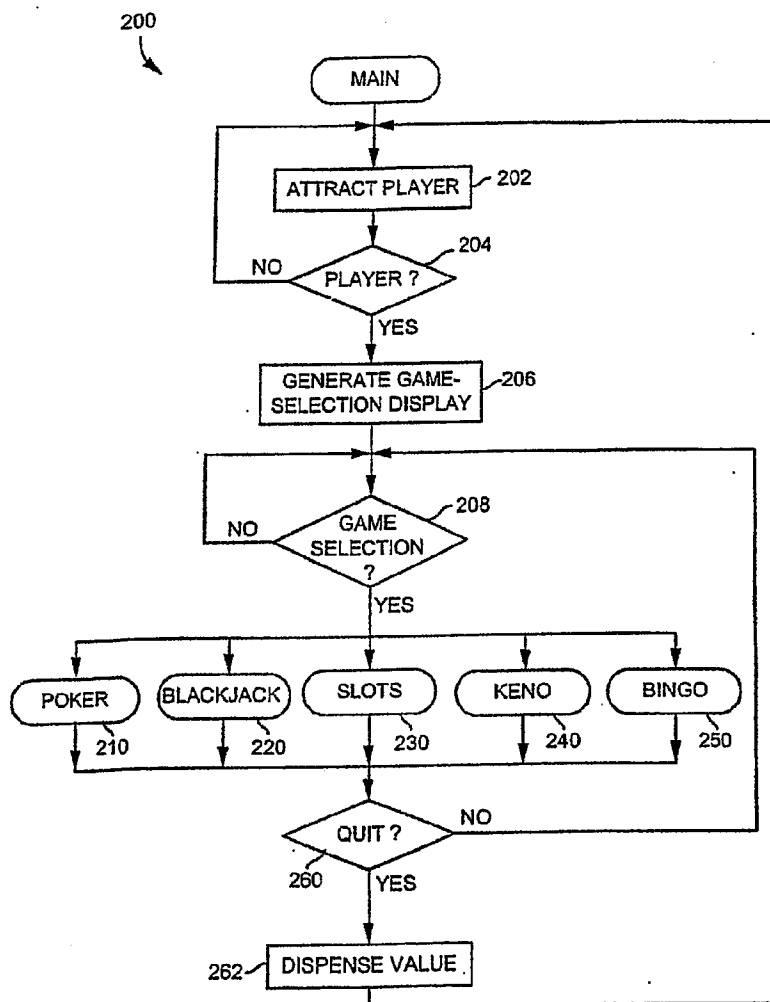 200
MAIN
ATTRACT PLAYER
202
204
NO
PLAYER ?
YES
GENERATE GAME-
SELECTION DISPLAY
206
208
NO
GAME
SELECTION
?
YES
POKER
BLACKJACK
SLOTS
KENO
BINGO
210
220
230
240
250
QUIT ?
NO
260
YES
262
DISPENSE VALUE